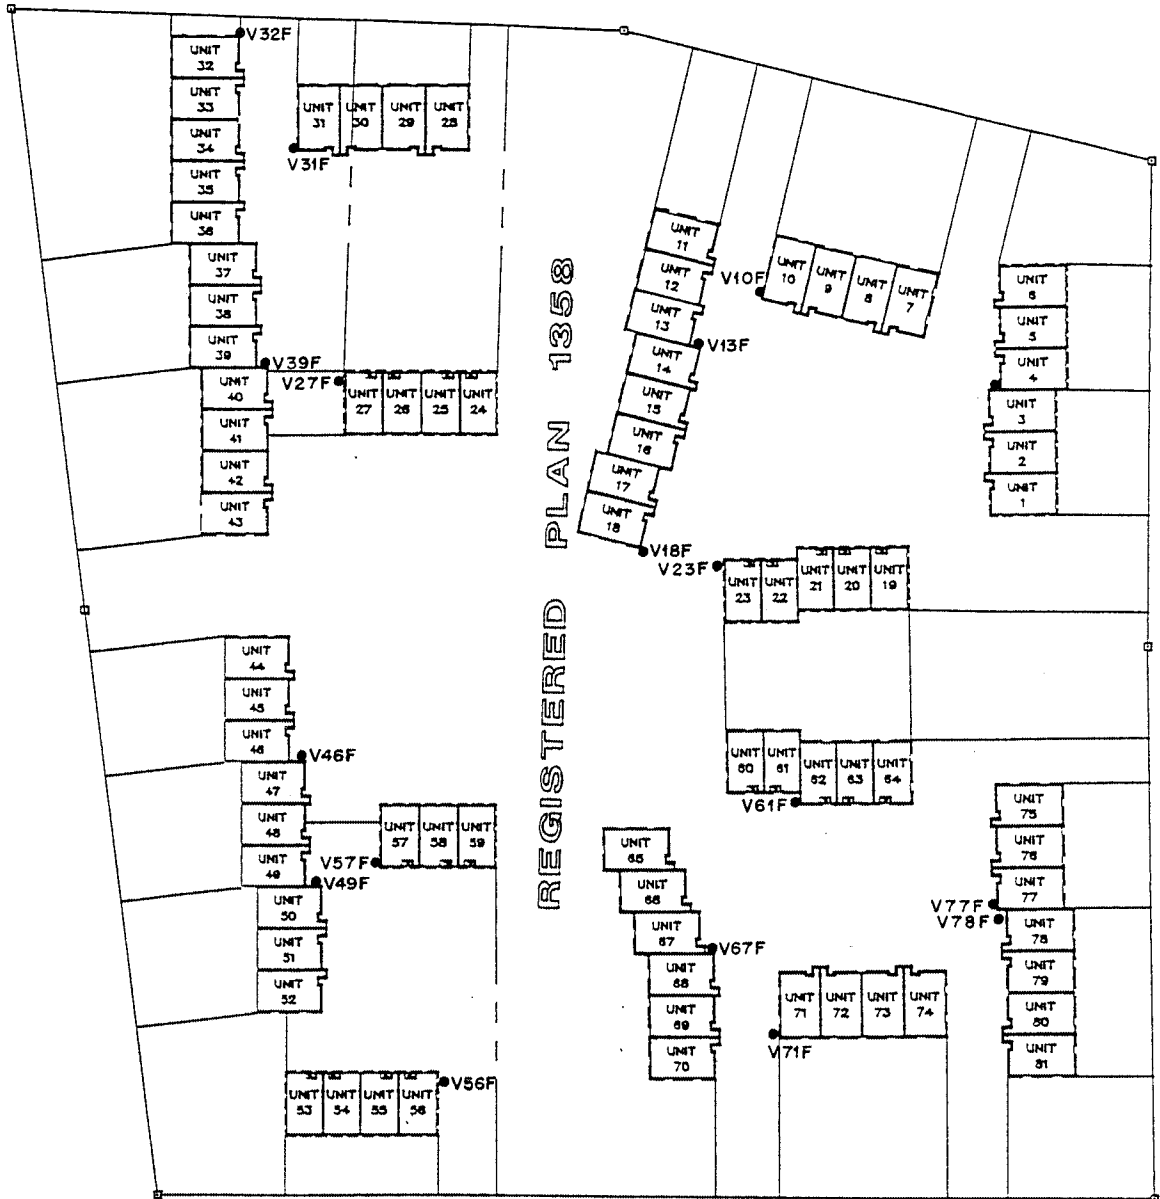 V32F
UNIT
32
UNIT
33
UNIT
34
UNIT
35
UNIT
36
UNIT
37
UNIT
38
UNIT
39
V39F
UNIT
40
UNIT
41
UNIT
42
UNIT
43
UNIT
31
UNIT
30
UNIT
29
UNIT
28
V31F
V27F
UNIT
27
UNIT
26
UNIT
25
UNIT
24
REGISTERED PLAN 1358
UNIT
11
UNIT
12
UNIT
13
V13F
UNIT
14
UNIT
15
UNIT
16
UNIT
17
UNIT
18
V18F
V10F
UNIT
10
UNIT
9
UNIT
8
UNIT
7
UNIT
6
UNIT
5
UNIT
4
UNIT
3
UNIT
2
UNIT
1
V23F
UNIT
23
UNIT
22
UNIT
21
UNIT
20
UNIT
19
UNIT
44
UNIT
45
UNIT
46
V46F
UNIT
47
UNIT
48
UNIT
49
V49F
UNIT
50
UNIT
51
UNIT
52
V57F
UNIT
57
UNIT
58
UNIT
59
UNIT
53
UNIT
54
UNIT
55
UNIT
56
V56F
UNIT
60
UNIT
61
UNIT
62
UNIT
63
UNIT
64
V61F
UNIT
65
UNIT
66
UNIT
67
V67F
UNIT
68
UNIT
69
UNIT
70
UNIT
71
UNIT
72
UNIT
73
UNIT
74
V71F
UNIT
75
UNIT
76
UNIT
77
V77F
V78F
UNIT
78
UNIT
79
UNIT
80
UNIT
81